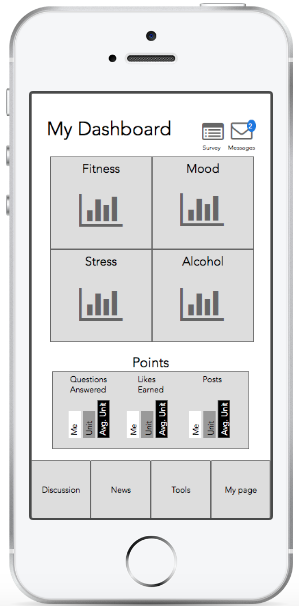 My Dashboard
2
Survey
Messages
Fitness
Mood
Stress
Alcohol
Points
Questions
Answered
Likes
Earned
Posts
Me
Unit
Avg. Unit
Me
Unit
Avg. Unit
Me
Unit
Avg. Unit
Discussion
News
Tools
My page